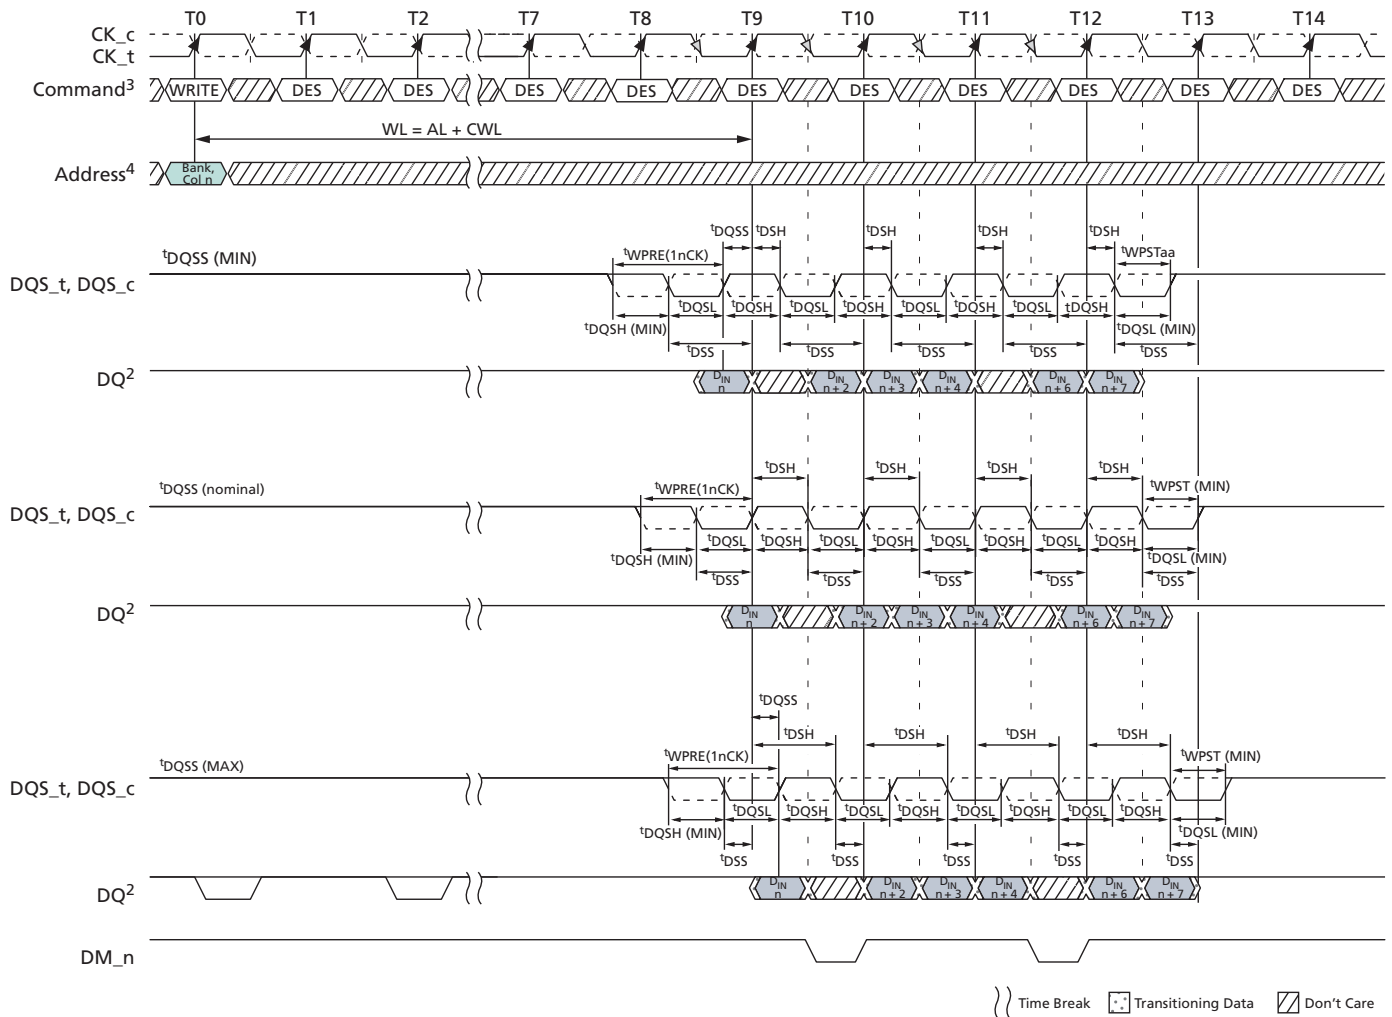 T0 T1 T2 T7 T8 T9 T10 T11 T12 T13 T14
CK_c
CK_t
Command3 WRITE DES DES DES DES DES DES DES DES DES DES
WL = AL + CWL
Address4 Bank, Col n
tDQSS tDSH tDSH tDSH tDSH
tDQSS (MIN) tWPRE(1nCK) tWPSTaa
DQS_t, DQS_c
tDQSL tDQSH tDQSL tDQSH tDQSL tDQSH tDQSL tDQSH
tDQSH (MIN) tDQSL (MIN)
tDSS tDSS tDSS tDSS tDSS
DQ2 DIN n DIN n + 2 DIN n + 3 DIN n + 4 DIN n + 6 DIN n + 7
tDSH tDSH tDSH tDSH
tDQSS (nominal) tWPRE(1nCK) tWPST (MIN)
DQS_t, DQS_c
tDQSL tDQSH tDQSL tDQSH tDQSL tDQSH tDQSL tDQSH
tDQSH (MIN) tDQSL (MIN)
tDSS tDSS tDSS tDSS tDSS
DQ2 DIN n DIN n + 2 DIN n + 3 DIN n + 4 DIN n + 6 DIN n + 7
tDQSS
tDSH tDSH tDSH tDSH
tDQSS (MAX) tWPRE(1nCK) tWPST (MIN)
DQS_t, DQS_c
tDQSL tDQSH tDQSL tDQSH tDQSL tDQSH tDQSL tDQSH
tDQSH (MIN) tDQSL (MIN)
tDSS tDSS tDSS tDSS tDSS
DQ2 DIN n DIN n + 2 DIN n + 3 DIN n + 4 DIN n + 6 DIN n + 7
DM_n
Time Break Transitioning Data Don't Care